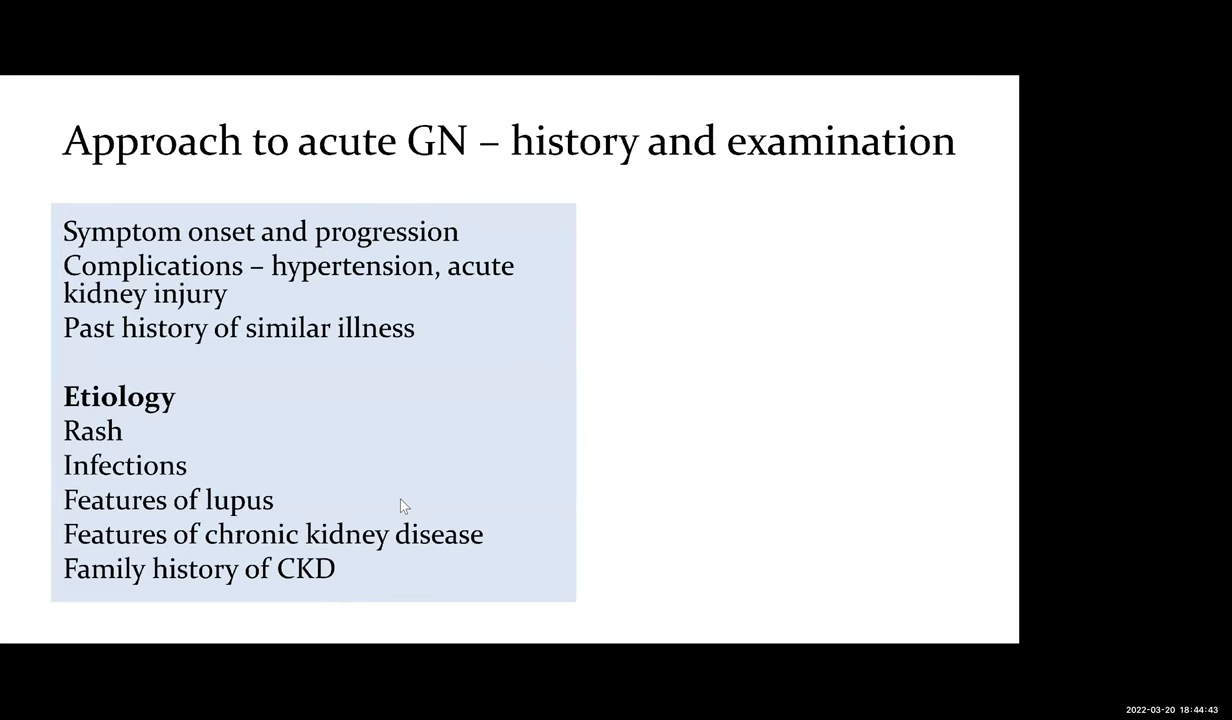 Approach to acute GN – history and examination
Symptom onset and progression
Complications – hypertension, acute
kidney injury
Past history of similar illness
Etiology
Rash
Infections
Features of lupus
Features of chronic kidney disease
Family history of CKD
2022-03-20 18:44:43